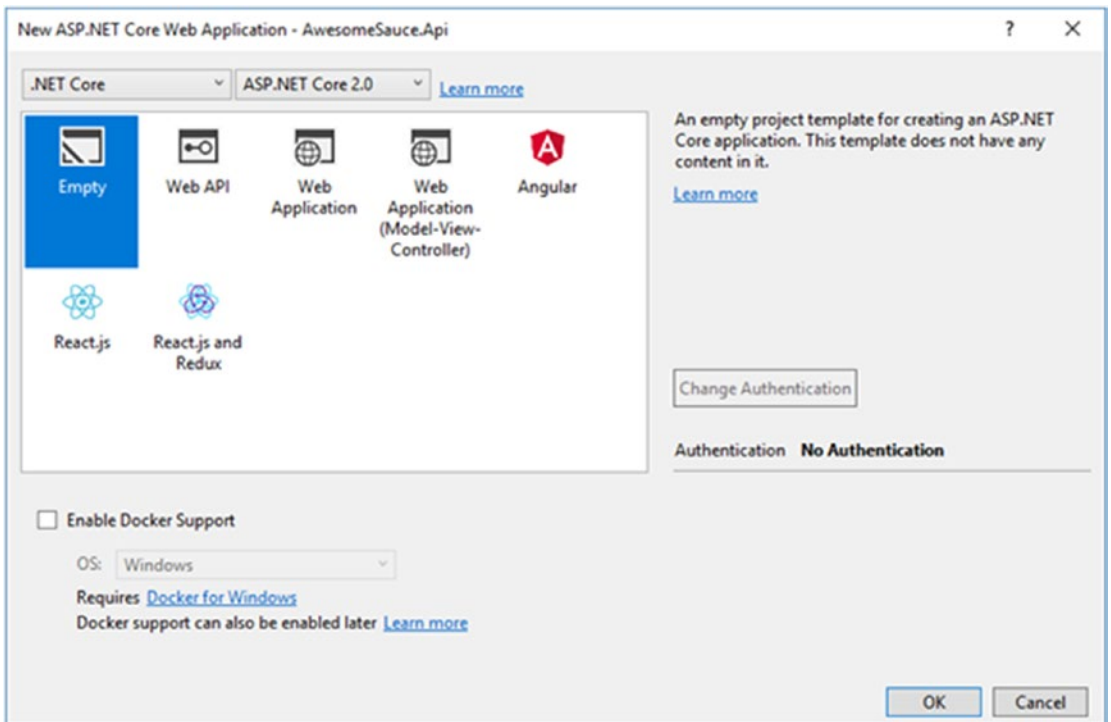 New ASP.NET Core Web Application - AwesomeSauce.Api
?
.NET Core
ASP.NET Core 2.0
Learn more
Empty
Web API
Web
Application
Web
Application
(Model-View-
Controller)
Angular
React.js
React.js and
Redux
An empty project template for creating an ASP.NET
Core application. This template does not have any
content in it.
Learn more
Change Authentication
Authentication No Authentication
Enable Docker Support
OS: Windows
Requires Docker for Windows
Docker support can also be enabled later Learn more
OK
Cancel